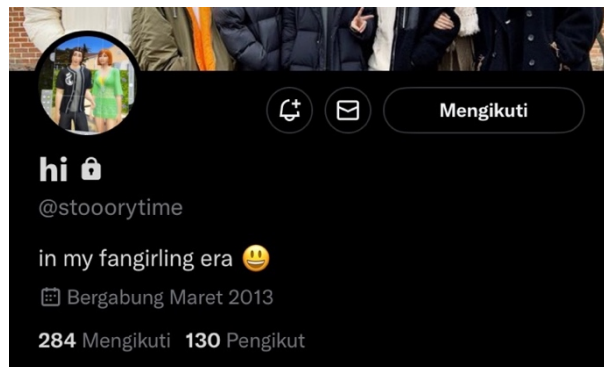 Mengikuti
hi
@stooorytime
in my fangirling era 😃
Bergabung Maret 2013
284 Mengikuti 130 Pengikut